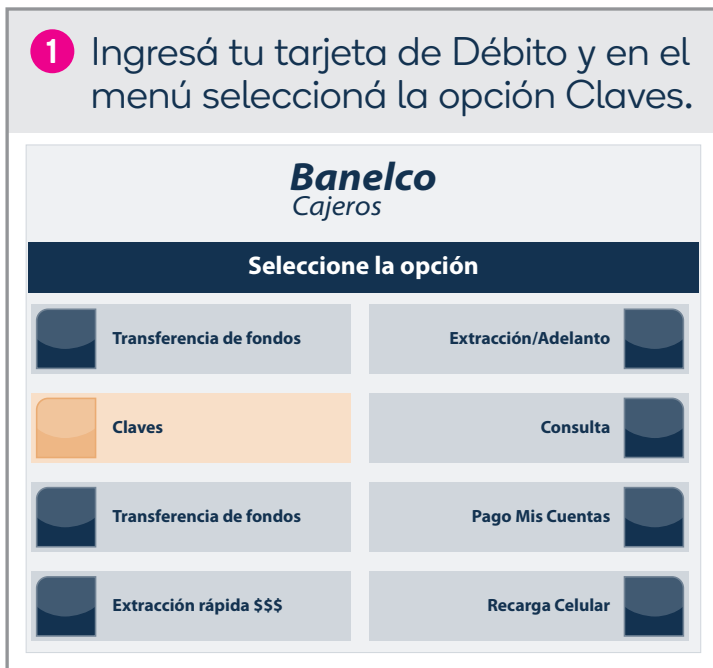 1 Ingresá tu tarjeta de Débito y en el
menú seleccioná la opción Claves.
Banelco
Cajeros
Seleccione la opción
Transferencia de fondos
Extracción/Adelanto
Claves
Consulta
Transferencia de fondos
Pago Mis Cuentas
Extracción rápida $$$
Recarga Celular